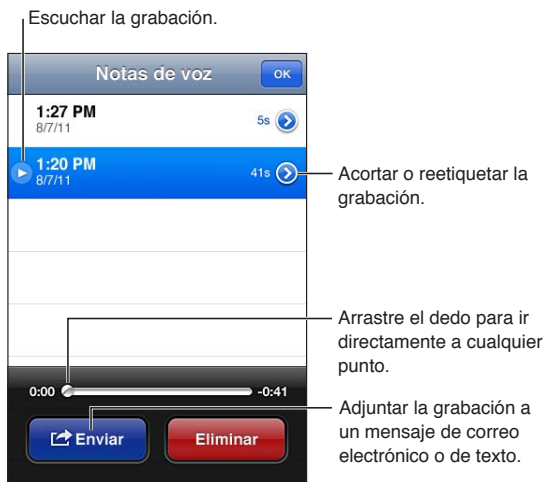 Escuchar la grabación.
Notas de voz
OK
1:27 PM
8/7/11
5s
1:20 PM
8/7/11
41s
Acortar o reetiquetar la
grabación.
Arrastre el dedo para ir
directamente a cualquier
punto.
0:00
-0:41
Adjuntar la grabación a
un mensaje de correo
electrónico o de texto.
Enviar
Eliminar